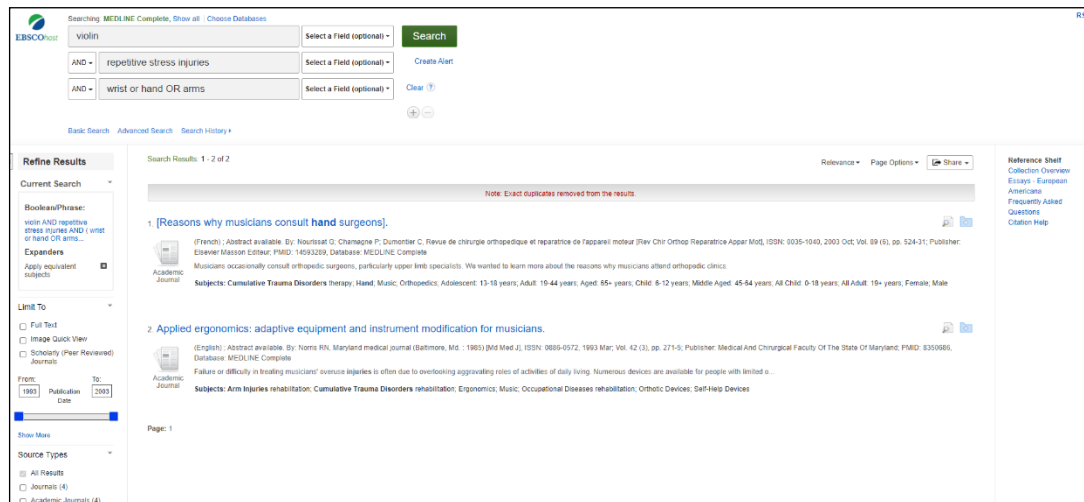 Searching: MEDLINE Complete, Show all | Choose Databases
RS
EBSCOhost
violin
Select a Field (optional)
Search
AND
repetitive stress injuries
Select a Field (optional)
Create Alert
AND
wrist or hand OR arms
Select a Field (optional)
Clear ?
Basic Search Advanced Search Search History
Refine Results
Current Search
Boolean/Phrase:
violin AND repetitive
stress injuries AND ( wrist
or hand OR arms...
Expanders
Apply equivalent
subjects
Limit To
Full Text
Image Quick View
Scholarly (Peer Reviewed)
Journals
From: To:
1993 Publication 2003
Date
Show More
Source Types
All Results
Journals (4)
Academic Journals (4)
Search Results: 1 - 2 of 2
Relevance Page Options Share
Note: Exact duplicates removed from the results.
1. [Reasons why musicians consult hand surgeons].
(French) ; Abstract available. By: Nourissat G; Chamagne P; Dumontier C, Revue de chirurgie orthopedique et reparatrice de l'appareil moteur [Rev Chir Orthop Reparatrice Appar Mot], ISSN: 0035-1040, 2003 Oct; Vol. 89 (6), pp. 524-31; Publisher:
Elsevier Masson Editeur; PMID: 14593289, Database: MEDLINE Complete
Musicians occasionally consult orthopedic surgeons, particularly upper limb specialists. We wanted to learn more about the reasons why musicians attend orthopedic clinics.
Academic
Journal
Subjects: Cumulative Trauma Disorders therapy; Hand; Music; Orthopedics; Adolescent: 13-18 years; Adult: 19-44 years; Aged: 65+ years; Child: 6-12 years; Middle Aged: 45-64 years; All Child: 0-18 years; All Adult: 19+ years; Female; Male
2. Applied ergonomics: adaptive equipment and instrument modification for musicians.
(English) ; Abstract available. By: Norris RN, Maryland medical journal (Baltimore, Md. : 1985) [Md Med J], ISSN: 0886-0572, 1993 Mar; Vol. 42 (3), pp. 271-5; Publisher: Medical And Chirurgical Faculty Of The State Of Maryland; PMID: 8350686,
Database: MEDLINE Complete
Failure or difficulty in treating musicians' overuse injuries is often due to overlooking aggravating roles of activities of daily living. Numerous devices are available for people with limited o...
Academic
Journal
Subjects: Arm Injuries rehabilitation; Cumulative Trauma Disorders rehabilitation; Ergonomics; Music; Occupational Diseases rehabilitation; Orthotic Devices; Self-Help Devices
Page: 1
Reference Shelf
Collection Overview
Essays - European
Americana
Frequently Asked
Questions
Citation Help